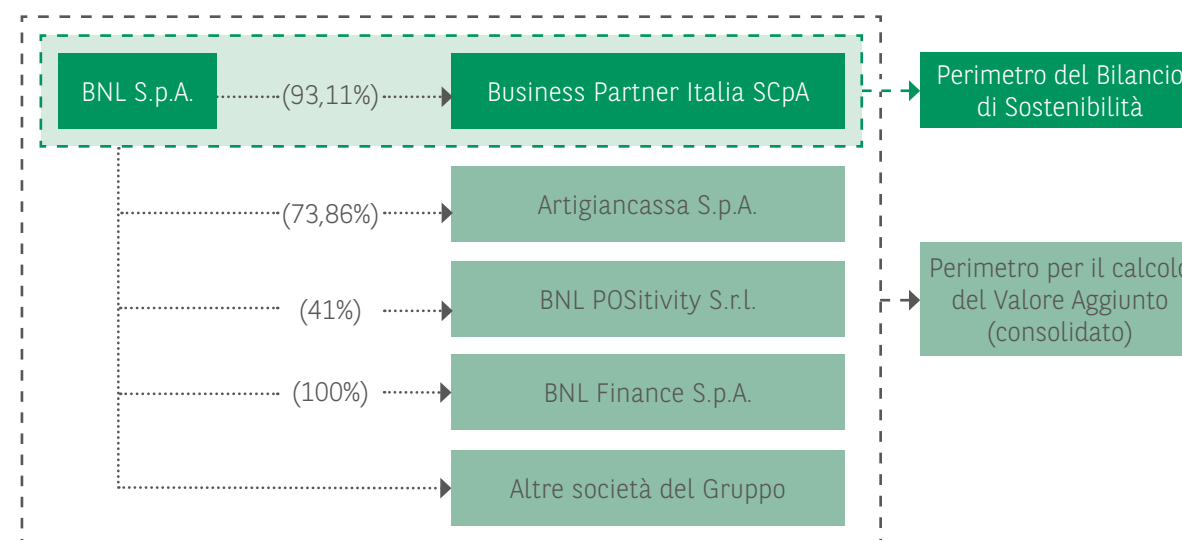 BNL S.p.A.
(93,11%)
Business Partner Italia SCpA
Perimetro del Bilancio
di Sostenibilità
(73,86%)
Artigiancassa S.p.A.
(41%)
BNL POSitivity S.r.l.
Perimetro per il calcolo
del Valore Aggiunto
(consolidato)
(100%)
BNL Finance S.p.A.
Altre società del Gruppo